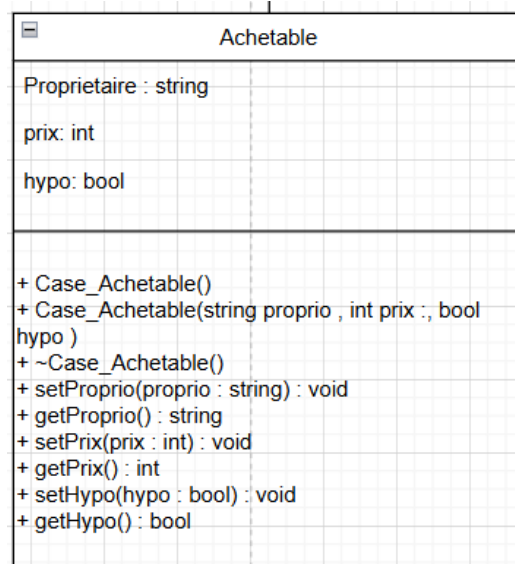 Achetable
Proprietaire : string
prix: int
hypo: bool
+ Case_Achetable()
+ Case_Achetable(string proprio , int prix :, bool
hypo )
+ ~Case_Achetable()
+ setProprio(proprio : string) : void
+ getProprio() : string
+ setPrix(prix : int) : void
+ getPrix() : int
+ setHypo(hypo : bool) : void
+ getHypo() : bool